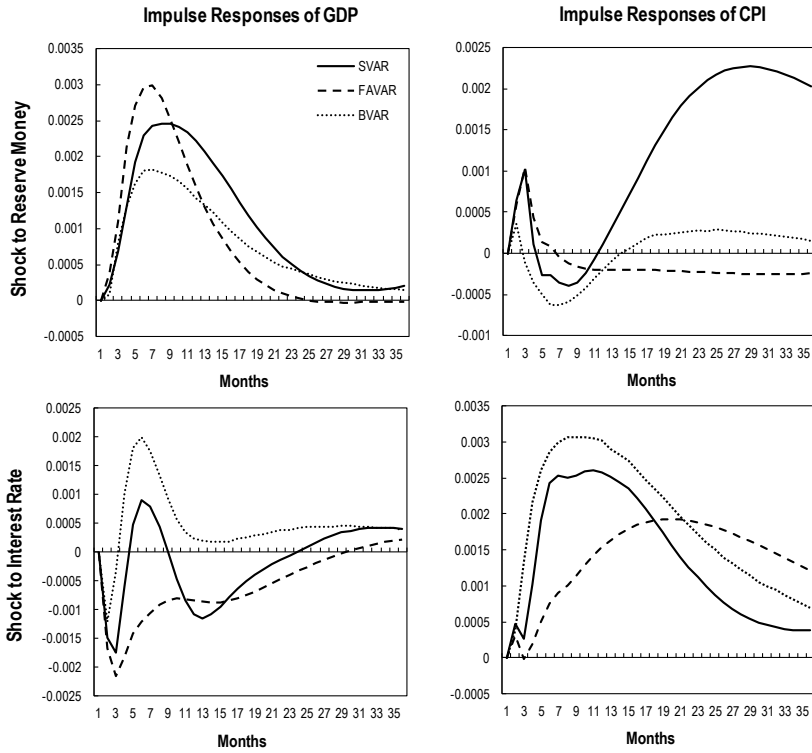 Impulse Responses of GDP
Impulse Responses of CPI
Shock to Reserve Money
0.0035
0.003
0.0025
0.002
0.0015
0.001
0.0005
0
-0.0005
SVAR
FAVAR
BVAR
1 3 5 7 9 11 13 15 17 19 21 23 25 27 29 31 33 35
Months
0.0025
0.002
0.0015
0.001
0.0005
0
-0.0005
-0.001
1 3 5 7 9 11 13 15 17 19 21 23 25 27 29 31 33 35
Months
Shock to Interest Rate
0.0025
0.002
0.0015
0.001
0.0005
0
-0.0005
-0.001
-0.0015
-0.002
-0.0025
1 3 5 7 9 11 13 15 17 19 21 23 25 27 29 31 33 35
Months
0.0035
0.003
0.0025
0.002
0.0015
0.001
0.0005
0
-0.0005
1 3 5 7 9 11 13 15 17 19 21 23 25 27 29 31 33 35
Months